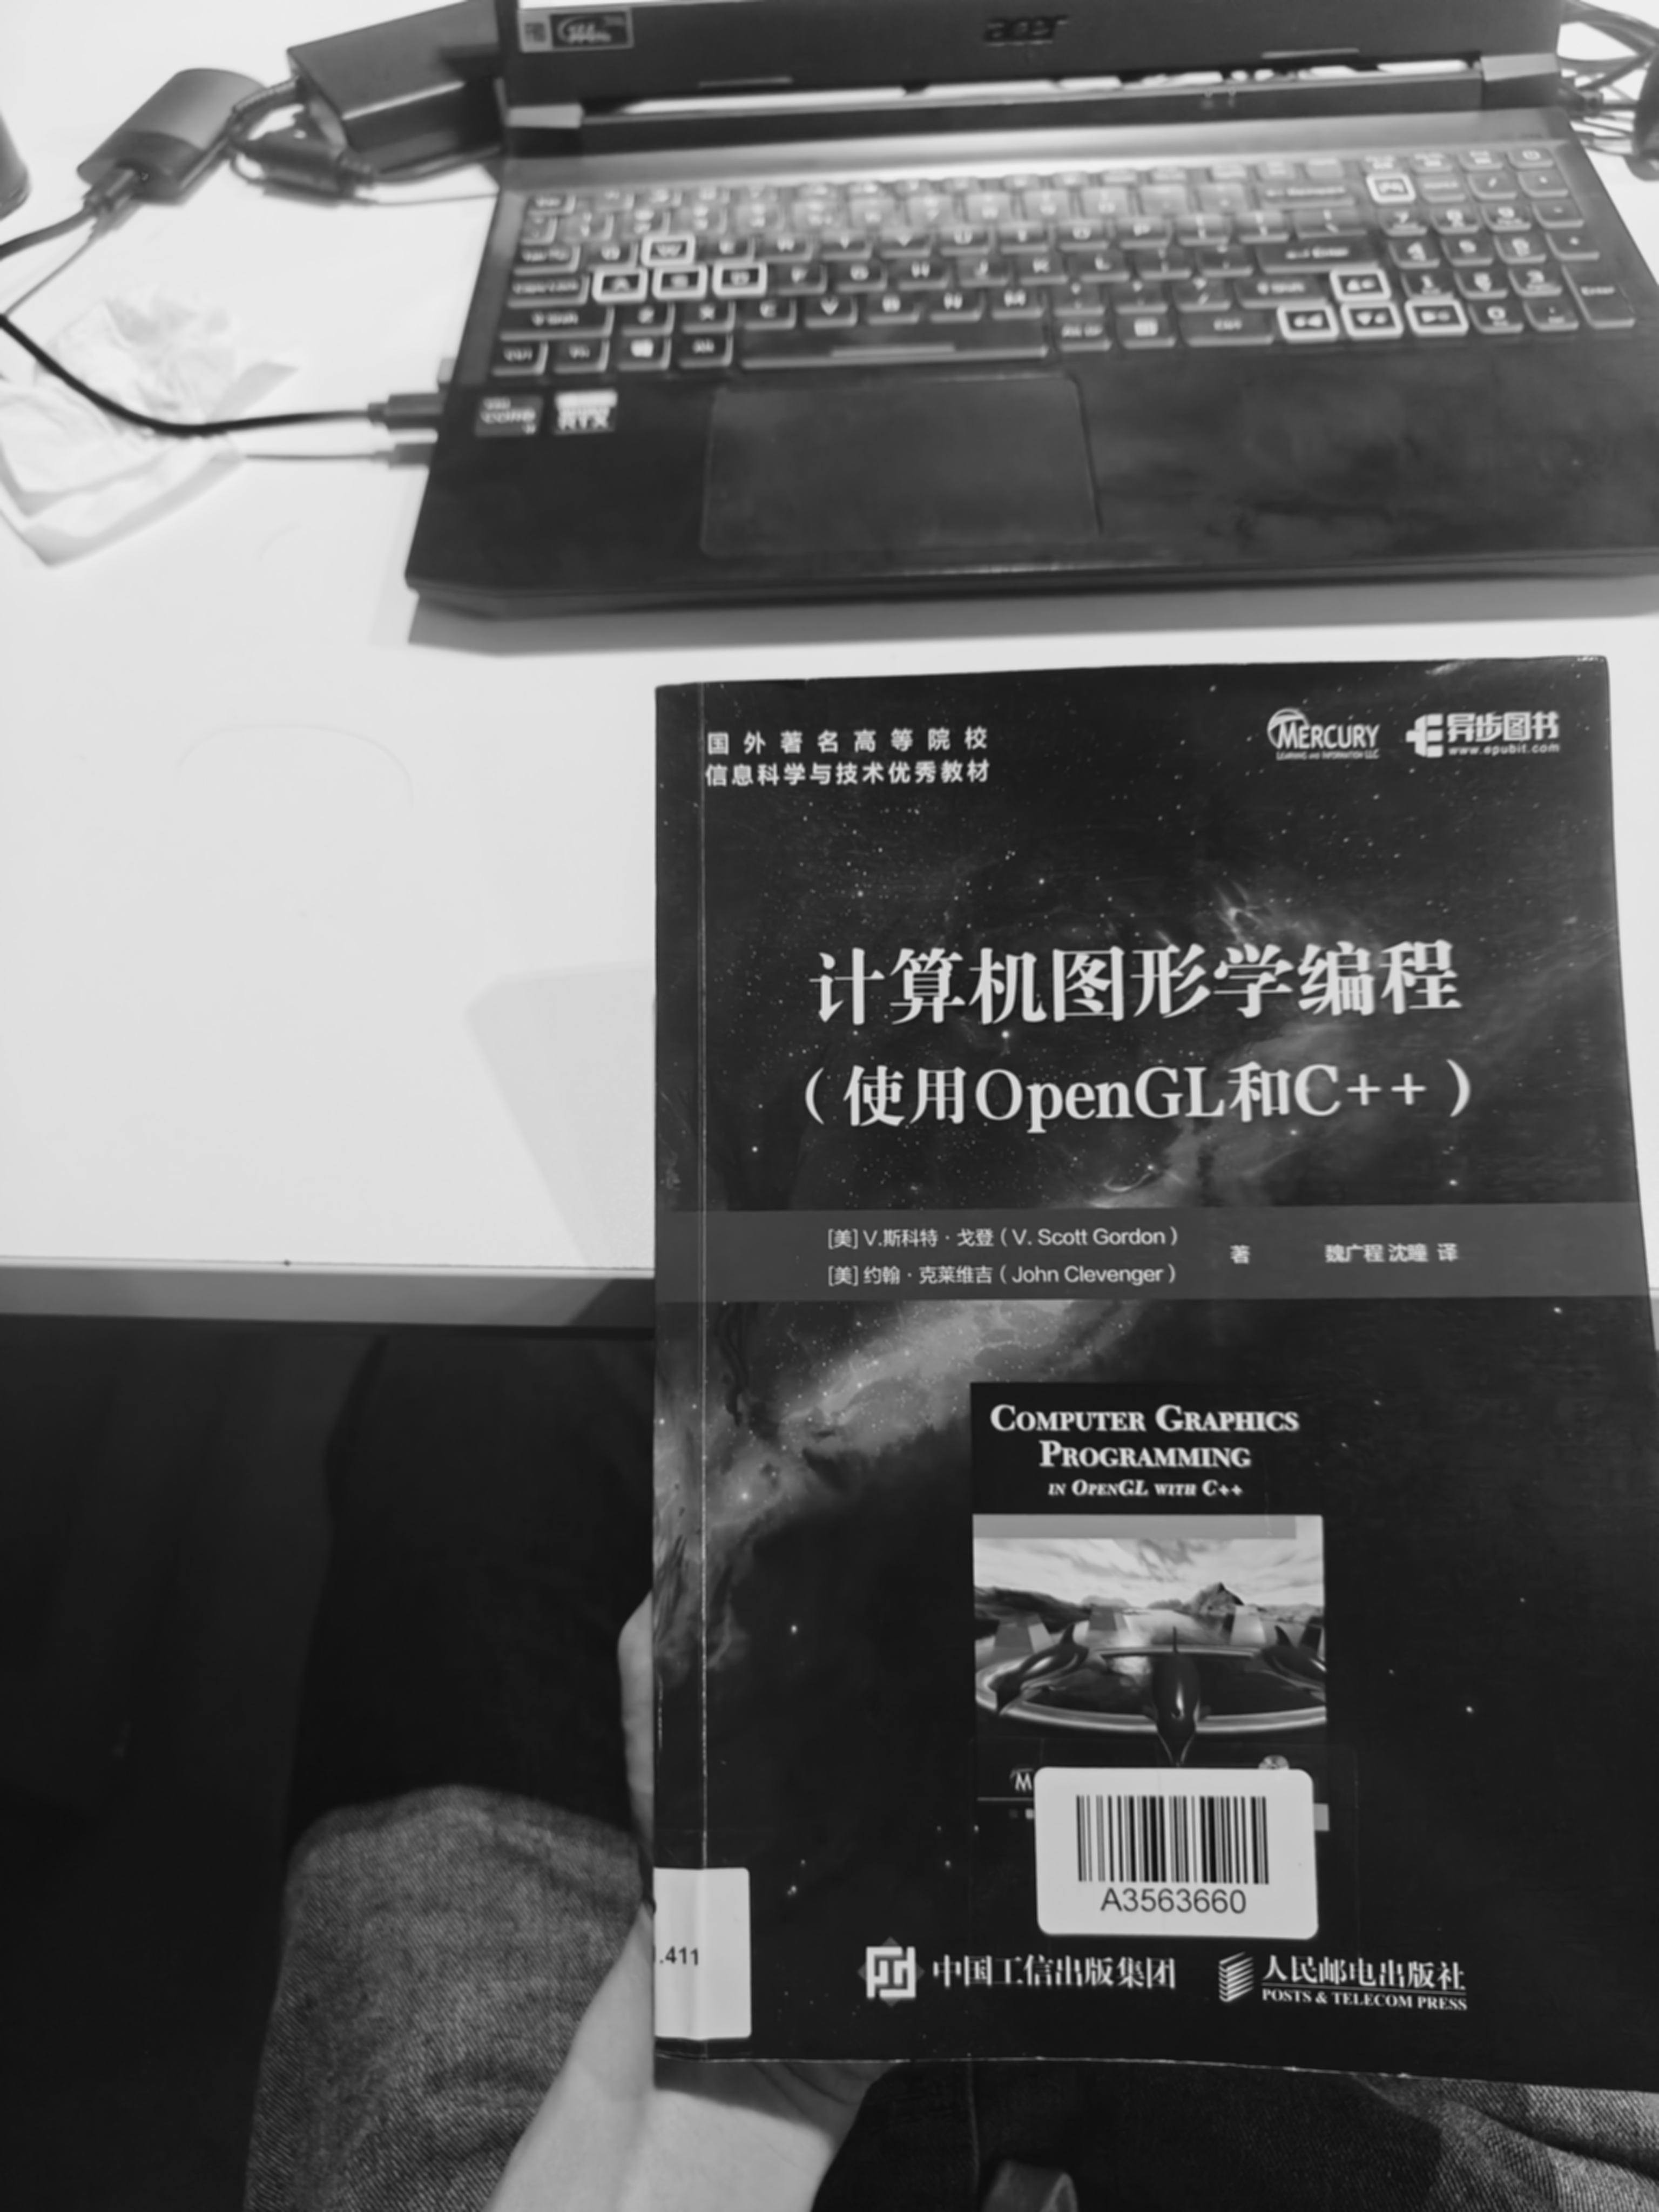 acer
国外著名高等院校
信息科学与技术优秀教材
MERCURY
LEARNING AND INFORMATION LLC
异步图书
www.epubit.com
计算机图形学编程
（使用OpenGL和C++）
[美] V.斯科特·戈登（V. Scott Gordon）
[美] 约翰·克莱维吉（John Clevenger）
著
魏广程 沈瞳 译
COMPUTER GRAPHICS
PROGRAMMING
IN OPENGL WITH C++
A3563660
.411
中国工信出版集团
人民邮电出版社
POSTS & TELECOM PRESS